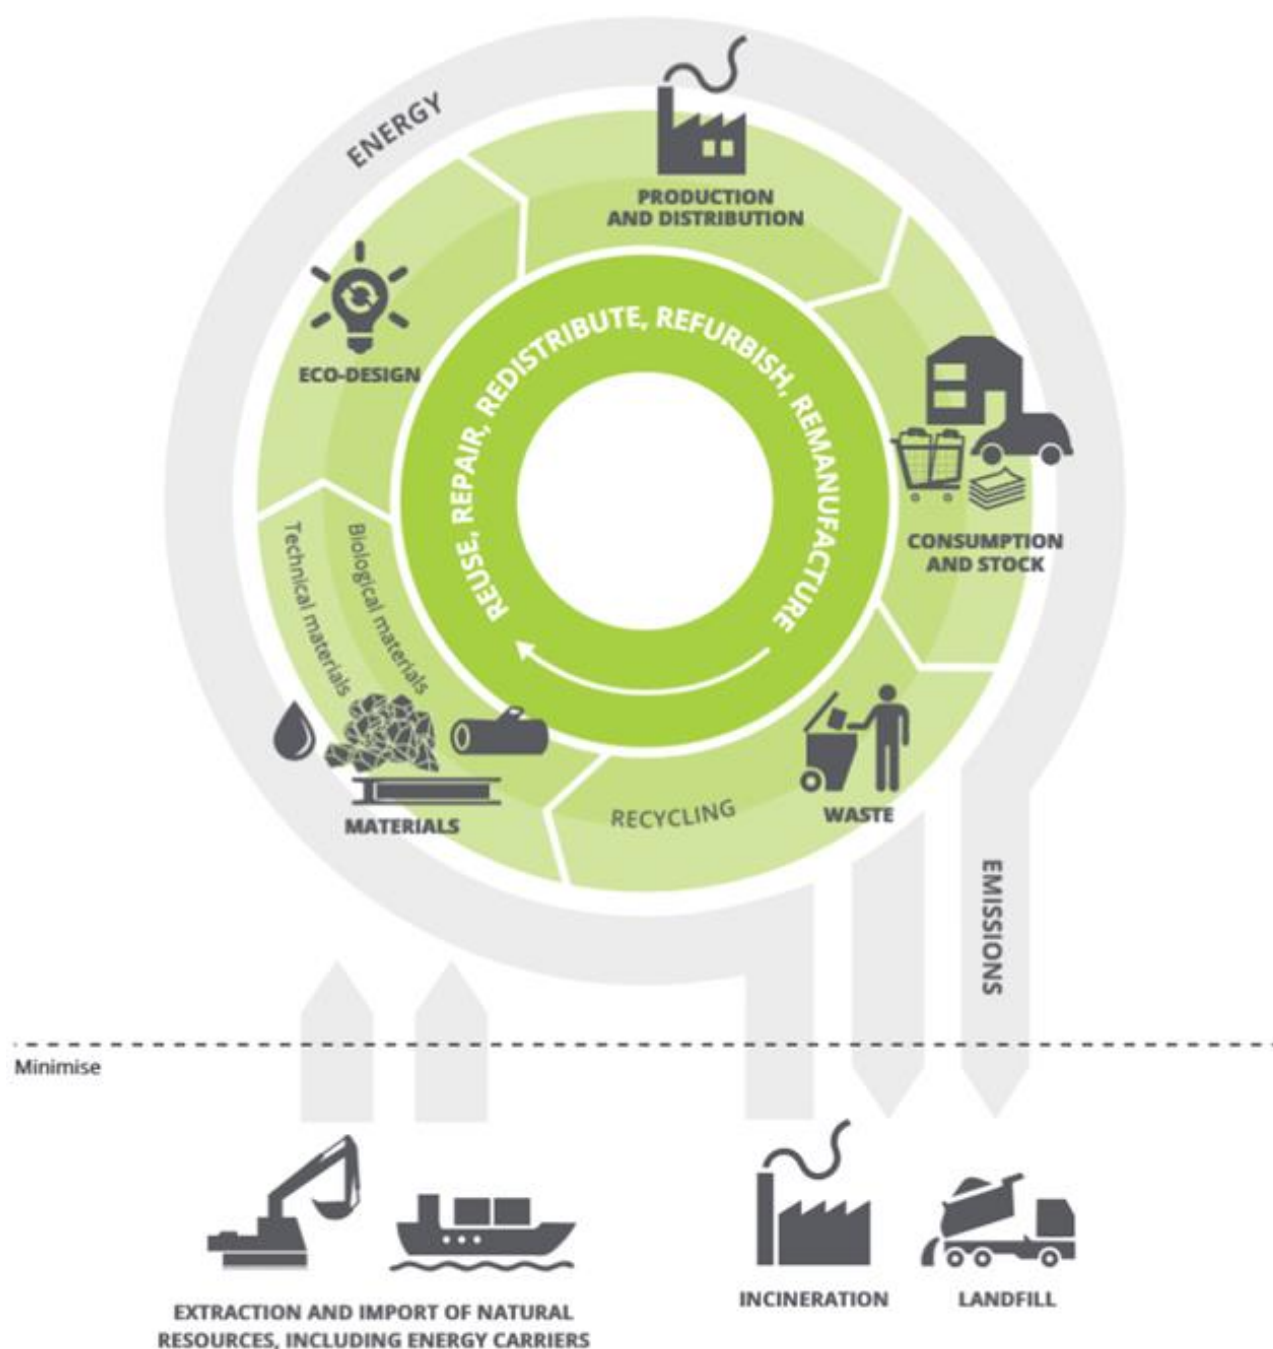 ENERGY
PRODUCTION
AND DISTRIBUTION
ECO-DESIGN
REUSE, REPAIR, REDISTRIBUTE, REFURBISH, REMANUFACTURE
CONSUMPTION
AND STOCK
Technical materials
Biological materials
MATERIALS
RECYCLING
WASTE
EMISSIONS
Minimise
EXTRACTION AND IMPORT OF NATURAL
RESOURCES, INCLUDING ENERGY CARRIERS
INCINERATION
LANDFILL